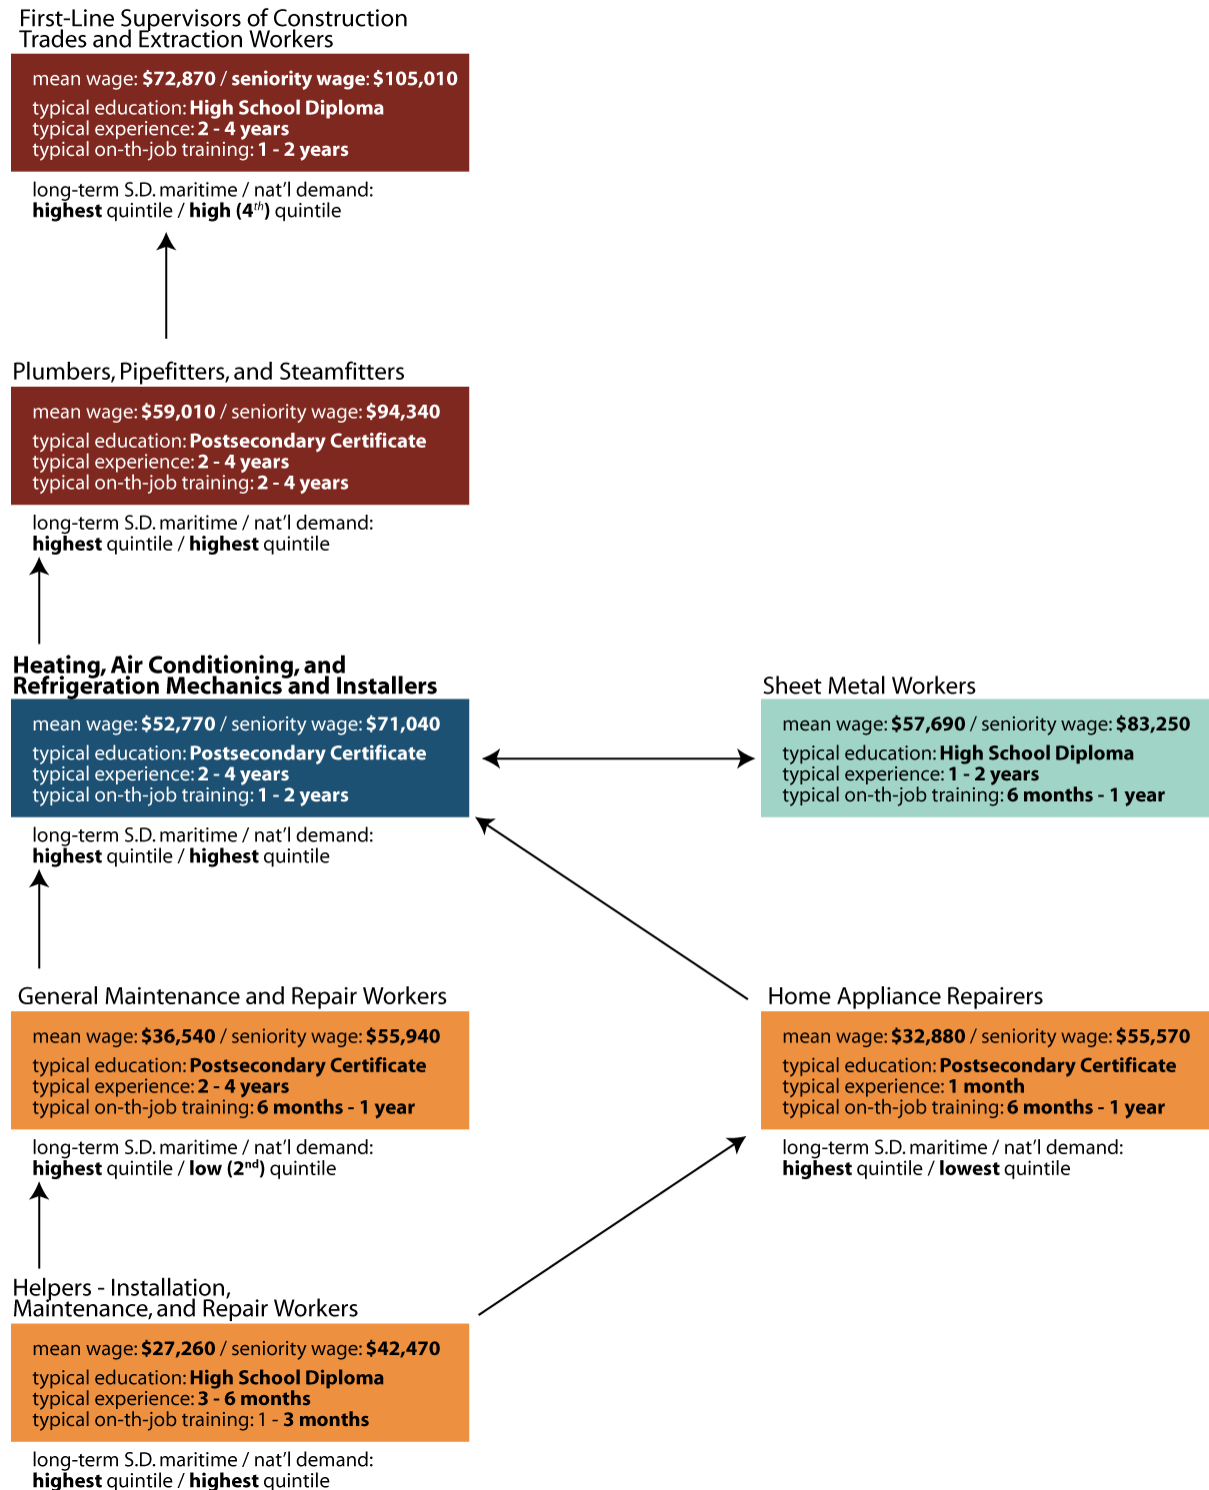 First-Line Supervisors of Construction
Trades and Extraction Workers
mean wage: $72,870 / seniority wage: $105,010
typical education: High School Diploma
typical experience: 2 - 4 years
typical on-th-job training: 1 - 2 years
long-term S.D. maritime / nat'l demand:
highest quintile / high (4th) quintile
Plumbers, Pipefitters, and Steamfitters
mean wage: $59,010 / seniority wage: $94,340
typical education: Postsecondary Certificate
typical experience: 2 - 4 years
typical on-th-job training: 2 - 4 years
long-term S.D. maritime / nat'l demand:
highest quintile / highest quintile
Heating, Air Conditioning, and
Refrigeration Mechanics and Installers
mean wage: $52,770 / seniority wage: $71,040
typical education: Postsecondary Certificate
typical experience: 2 - 4 years
typical on-th-job training: 1 - 2 years
long-term S.D. maritime / nat'l demand:
highest quintile / highest quintile
Sheet Metal Workers
mean wage: $57,690 / seniority wage: $83,250
typical education: High School Diploma
typical experience: 1 - 2 years
typical on-th-job training: 6 months - 1 year
General Maintenance and Repair Workers
mean wage: $36,540 / seniority wage: $55,940
typical education: Postsecondary Certificate
typical experience: 2 - 4 years
typical on-th-job training: 6 months - 1 year
long-term S.D. maritime / nat'l demand:
highest quintile / low (2nd) quintile
Home Appliance Repairers
mean wage: $32,880 / seniority wage: $55,570
typical education: Postsecondary Certificate
typical experience: 1 month
typical on-th-job training: 6 months - 1 year
long-term S.D. maritime / nat'l demand:
highest quintile / lowest quintile
Helpers - Installation,
Maintenance, and Repair Workers
mean wage: $27,260 / seniority wage: $42,470
typical education: High School Diploma
typical experience: 3 - 6 months
typical on-th-job training: 1 - 3 months
long-term S.D. maritime / nat'l demand:
highest quintile / highest quintile